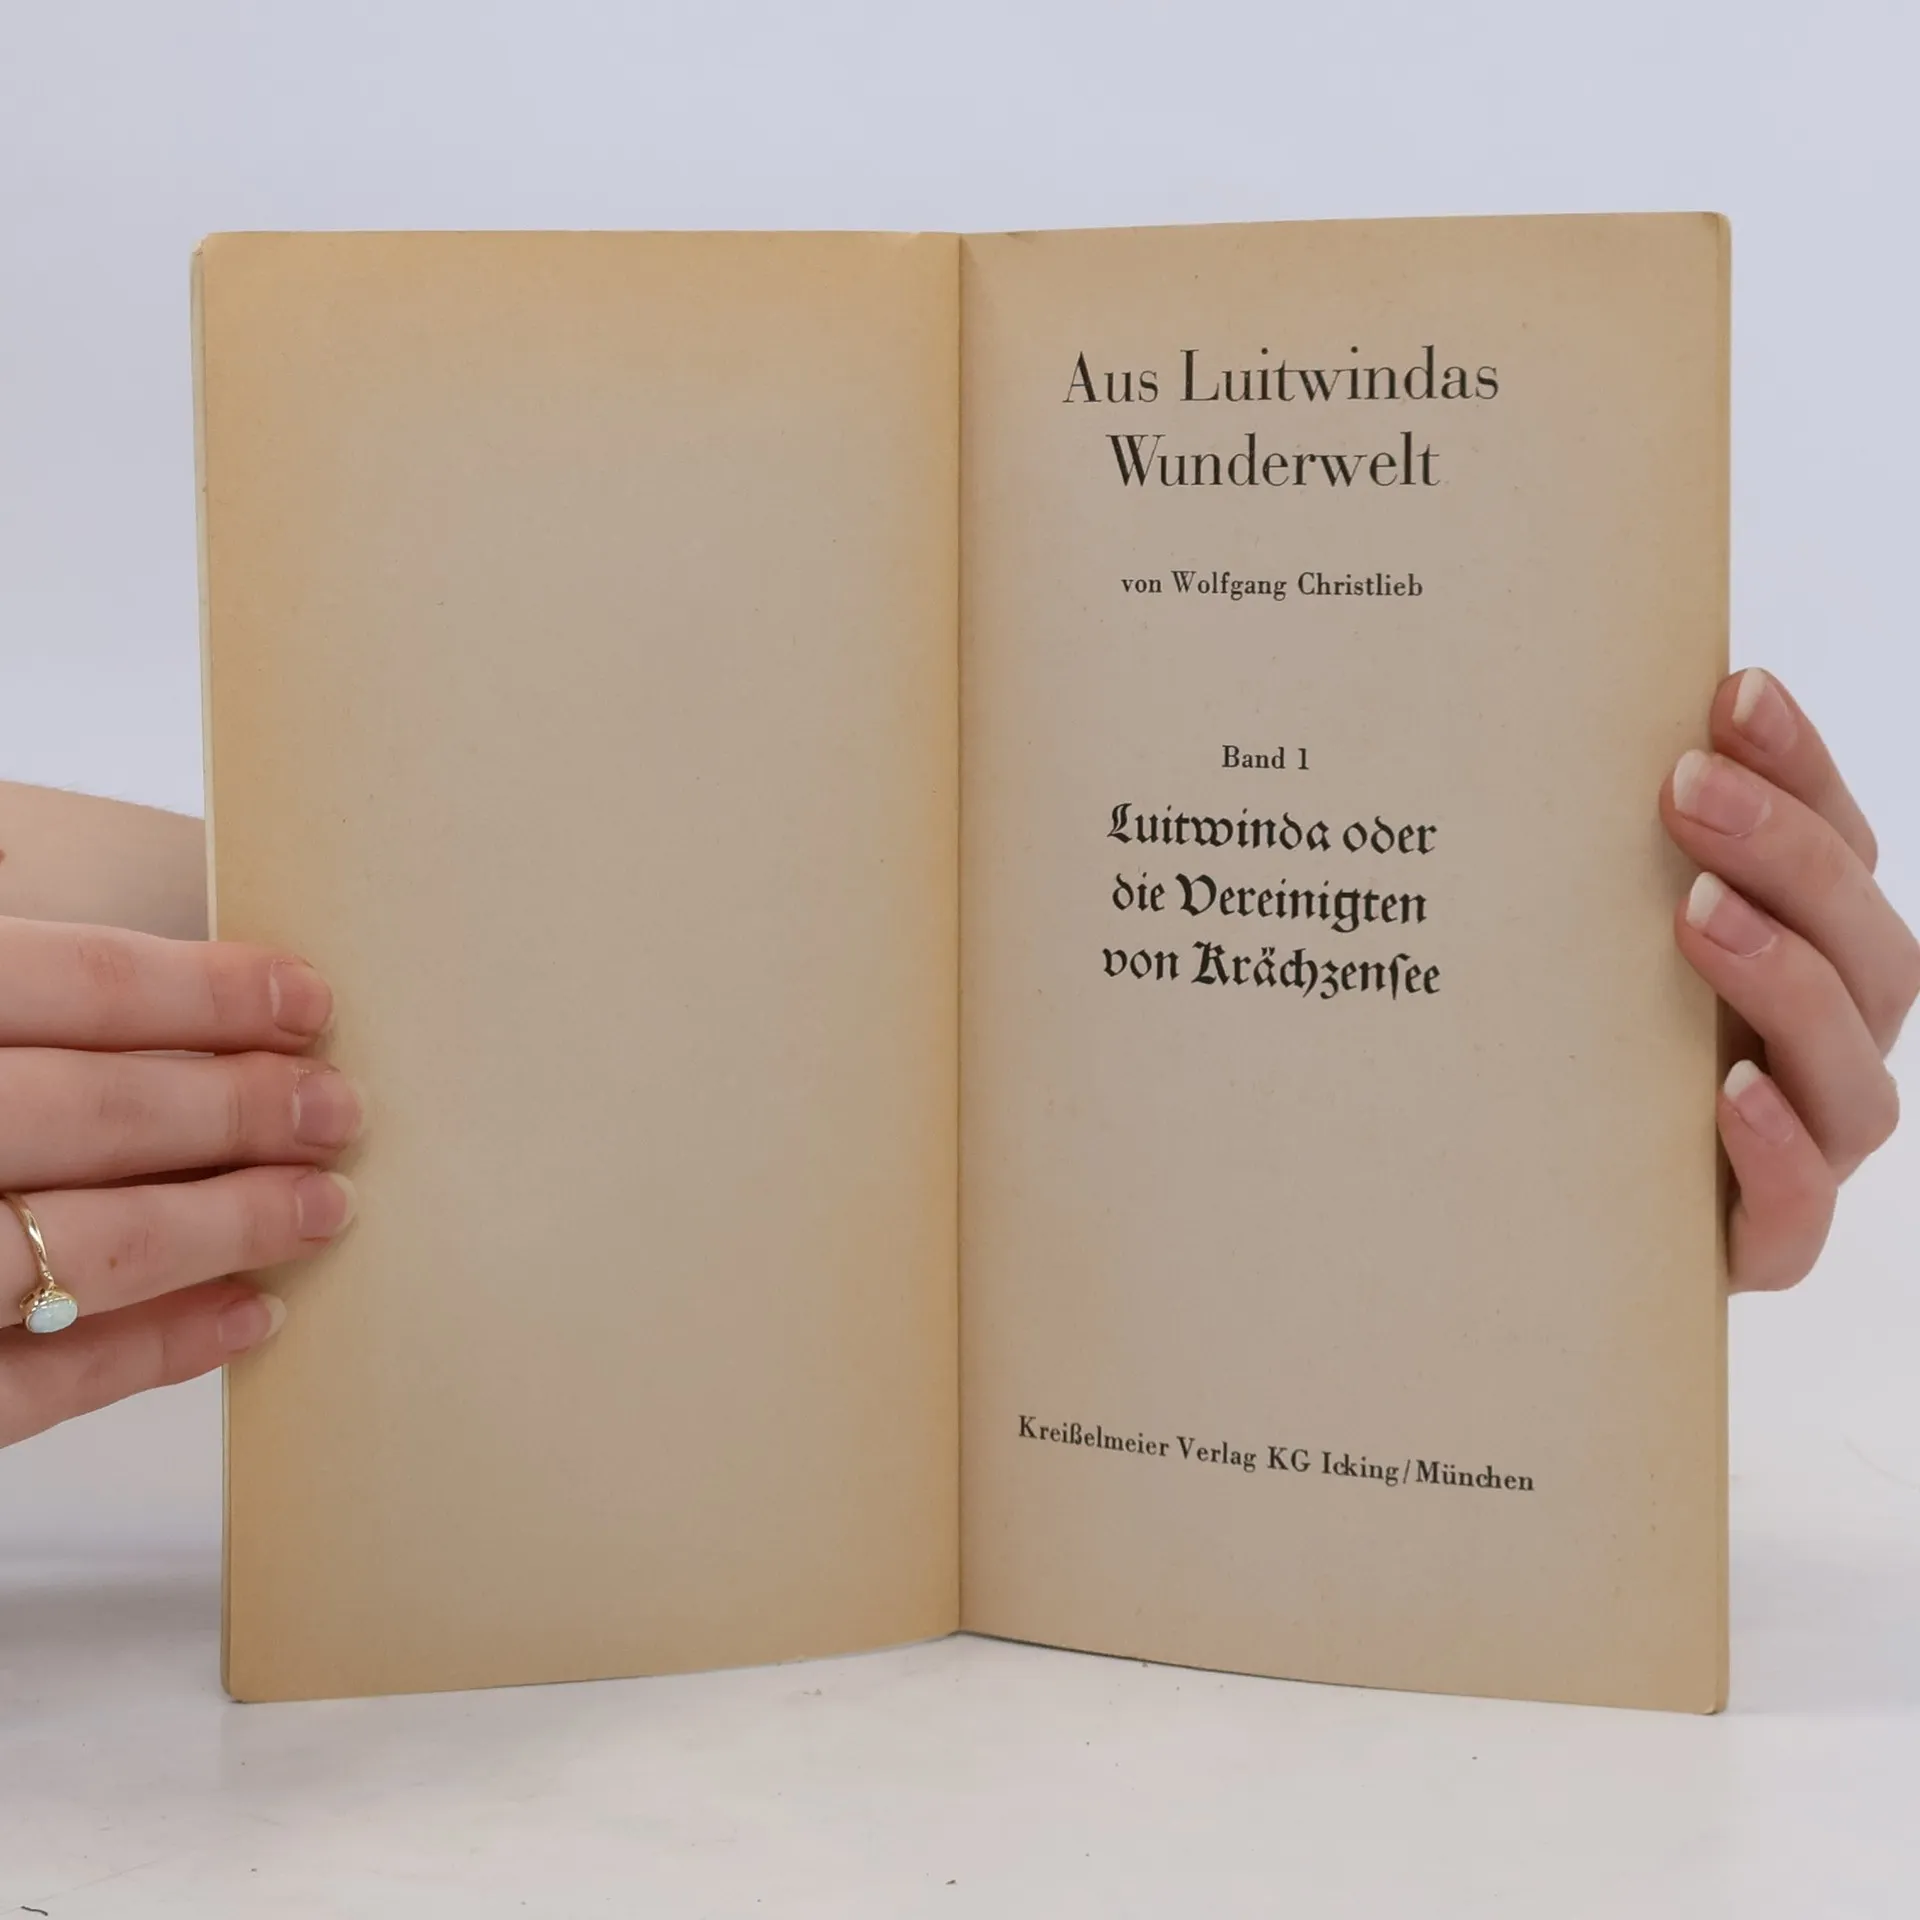 Aus Luitwindas
Wunderwelt
von Wolfgang Christlieb
Band 1
Luitwinda oder
die Vereinigten
von Krächzenſee
Kreißelmeier Verlag KG Icking/München